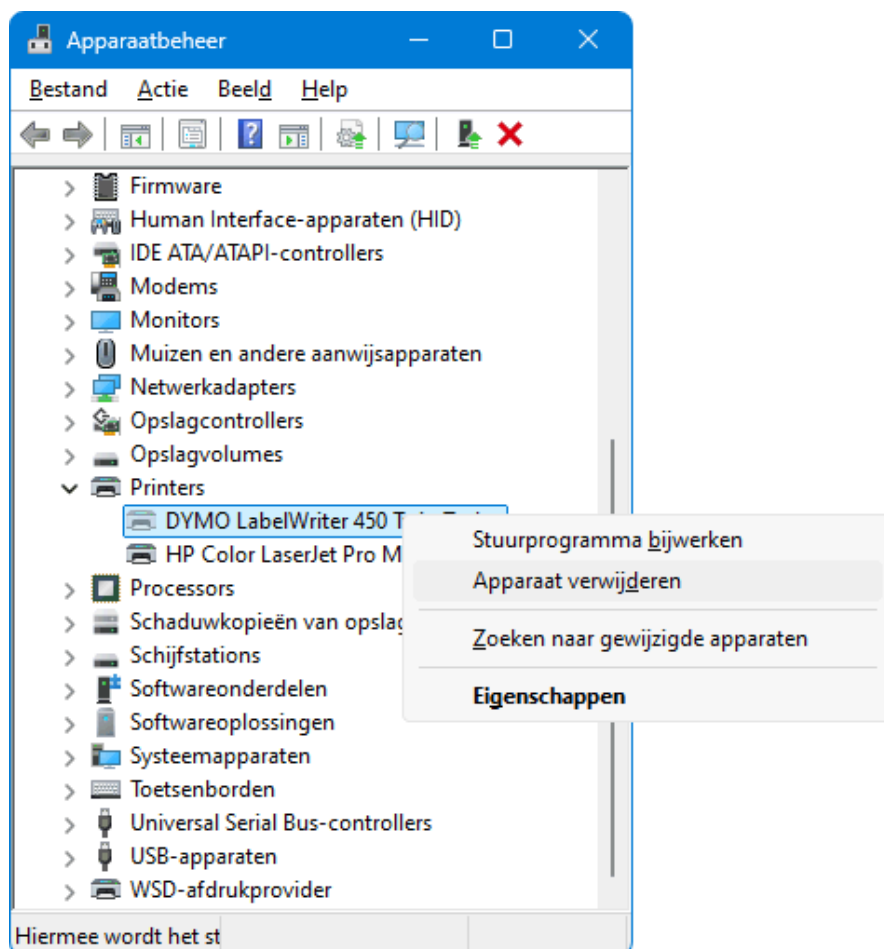 Apparaatbeheer
Bestand Actie Beeld Help
Firmware
Human Interface-apparaten (HID)
IDE ATA/ATAPI-controllers
Modems
Monitors
Muizen en andere aanwijsapparaten
Netwerkadapters
Opslagcontrollers
Opslagvolumes
Printers
DYMO LabelWriter 450
HP Color LaserJet Pro M
Processors
Schaduwkopieën van
Schijfstations
Softwareonderdelen
Softwareoplossingen
Systeemapparaten
Toetsenborden
Universal Serial Bus-controllers
USB-apparaten
WSD-afdrukprovider
Hiermee wordt het st
Stuurprogramma bijwerken
Apparaat verwijderen
Zoeken naar gewijzigde apparaten
Eigenschappen